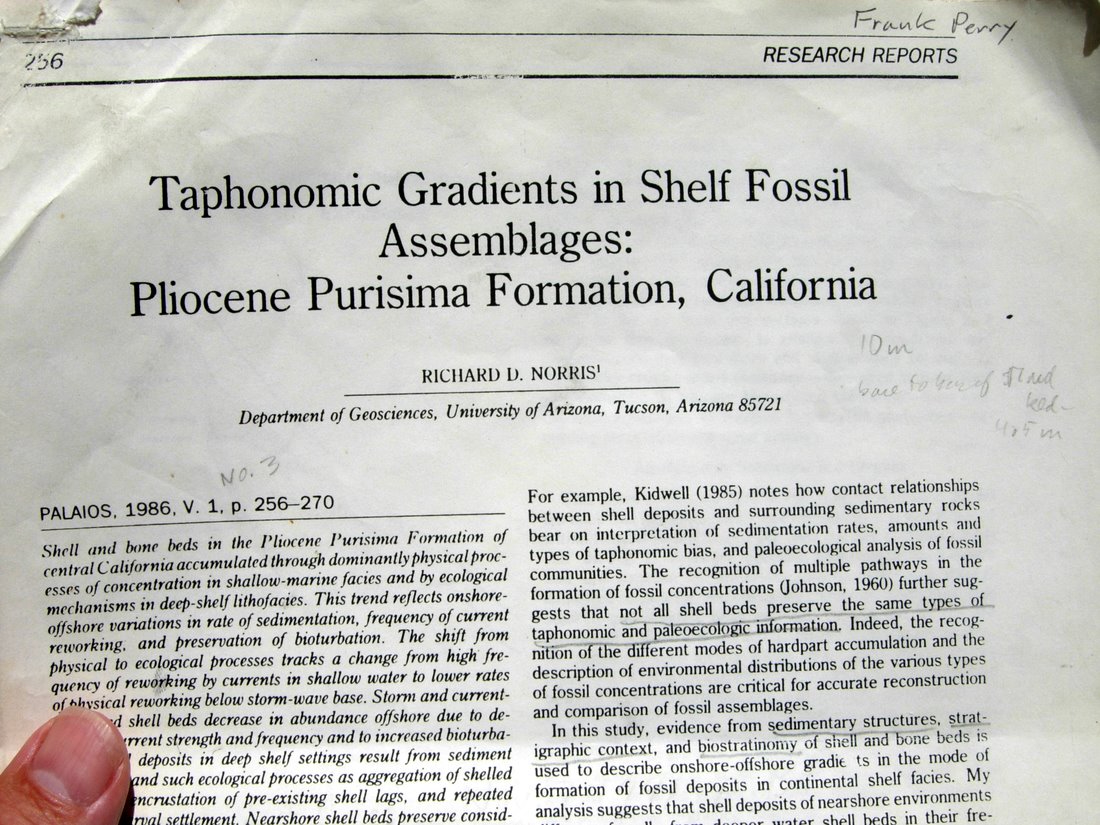 Frank Perry
256
RESEARCH REPORTS
Taphonomic Gradients in Shelf Fossil
Assemblages:
Pliocene Purisima Formation, California
10m
base to
4.5 m
RICHARD D. NORRIS¹
Department of Geosciences, University of Arizona, Tucson, Arizona 85721
No. 3
PALAIOS, 1986, V. 1, p. 256–270
Shell and bone beds in the Pliocene Purisima Formation of
central California accumulated through dominantly physical proc-
esses of concentration in shallow-marine facies and by ecological
mechanisms in deep-shelf lithofacies. This trend reflects onshore-
offshore variations in rate of sedimentation, frequency of current
reworking, and preservation of bioturbation. The shift from
physical to ecological processes tracks a change from high fre-
quency of reworking by currents in shallow water to lower rates
of physical reworking below storm-wave base. Storm and current-
shell beds decrease in abundance offshore due to de-
strength and frequency and to increased bioturba-
deposits in deep shelf settings result from sediment
and such ecological processes as aggregation of shelled
encrustation of pre-existing shell lags, and repeated
settlement. Nearshore shell beds preserve consid-
For example, Kidwell (1985) notes how contact relationships
between shell deposits and surrounding sedimentary rocks
bear on interpretation of sedimentation rates, amounts and
types of taphonomic bias, and paleoecological analysis of fossil
communities. The recognition of multiple pathways in the
formation of fossil concentrations (Johnson, 1960) further sug-
gests that not all shell beds preserve the same types of
taphonomic and paleoecologic information. Indeed, the recog-
nition of the different modes of hardpart accumulation and the
description of environmental distributions of the various types
of fossil concentrations are critical for accurate reconstruction
and comparison of fossil assemblages.
In this study, evidence from sedimentary structures, strat-
igraphic context, and biostratinomy of shell and bone beds is
used to describe onshore-offshore gradie ts in the mode of
formation of fossil deposits in continental shelf facies. My
analysis suggests that shell deposits of nearshore environments
from deeper water shell beds in their fre-